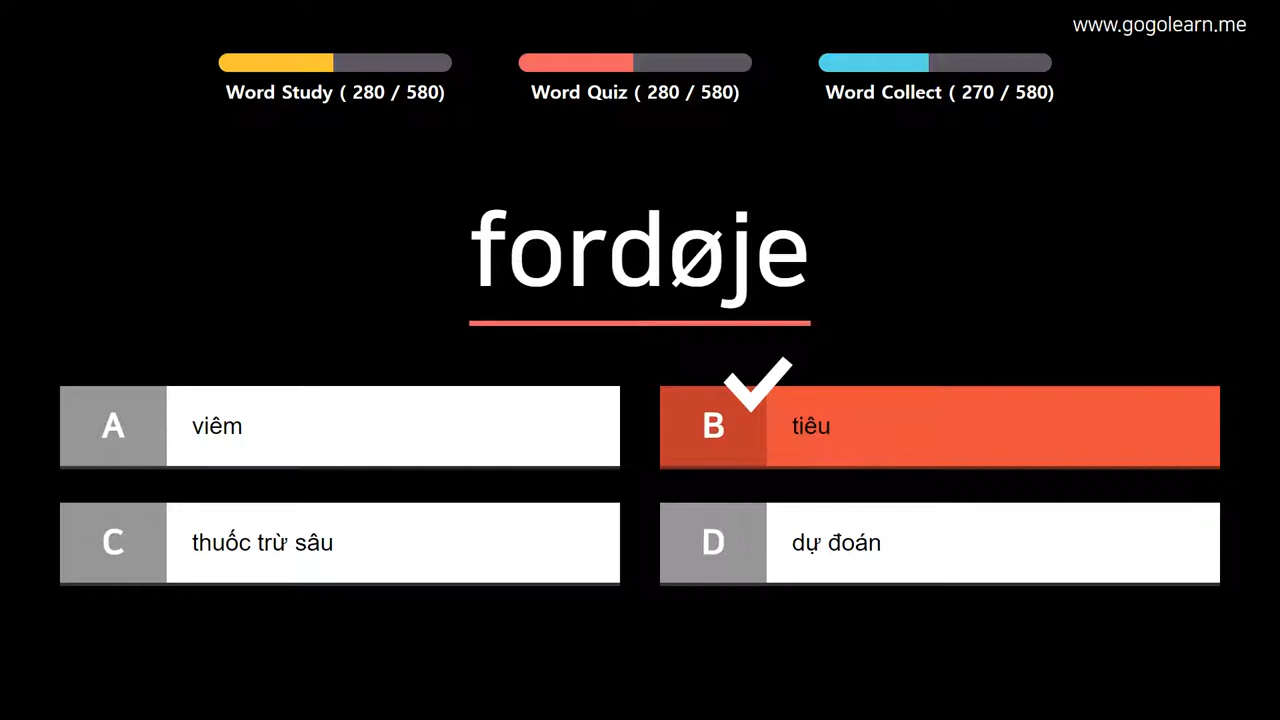 www.gogolearn.me
Word Study ( 280 / 580)
Word Quiz ( 280 / 580)
Word Collect ( 270 / 580)
fordøje
A viêm
B tiêu
C thuốc trừ sâu
D dự đoán